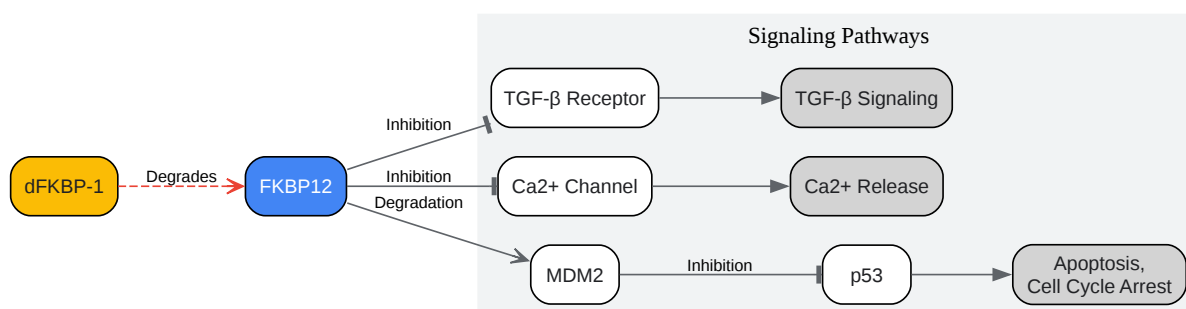 Signaling Pathways
TGF-β Receptor
TGF-β Signaling
Inhibition
dFKBP-1
Degrades
FKBP12
Inhibition
Ca2+ Channel
Ca2+ Release
Degradation
MDM2
Inhibition
p53
Apoptosis,
Cell Cycle Arrest